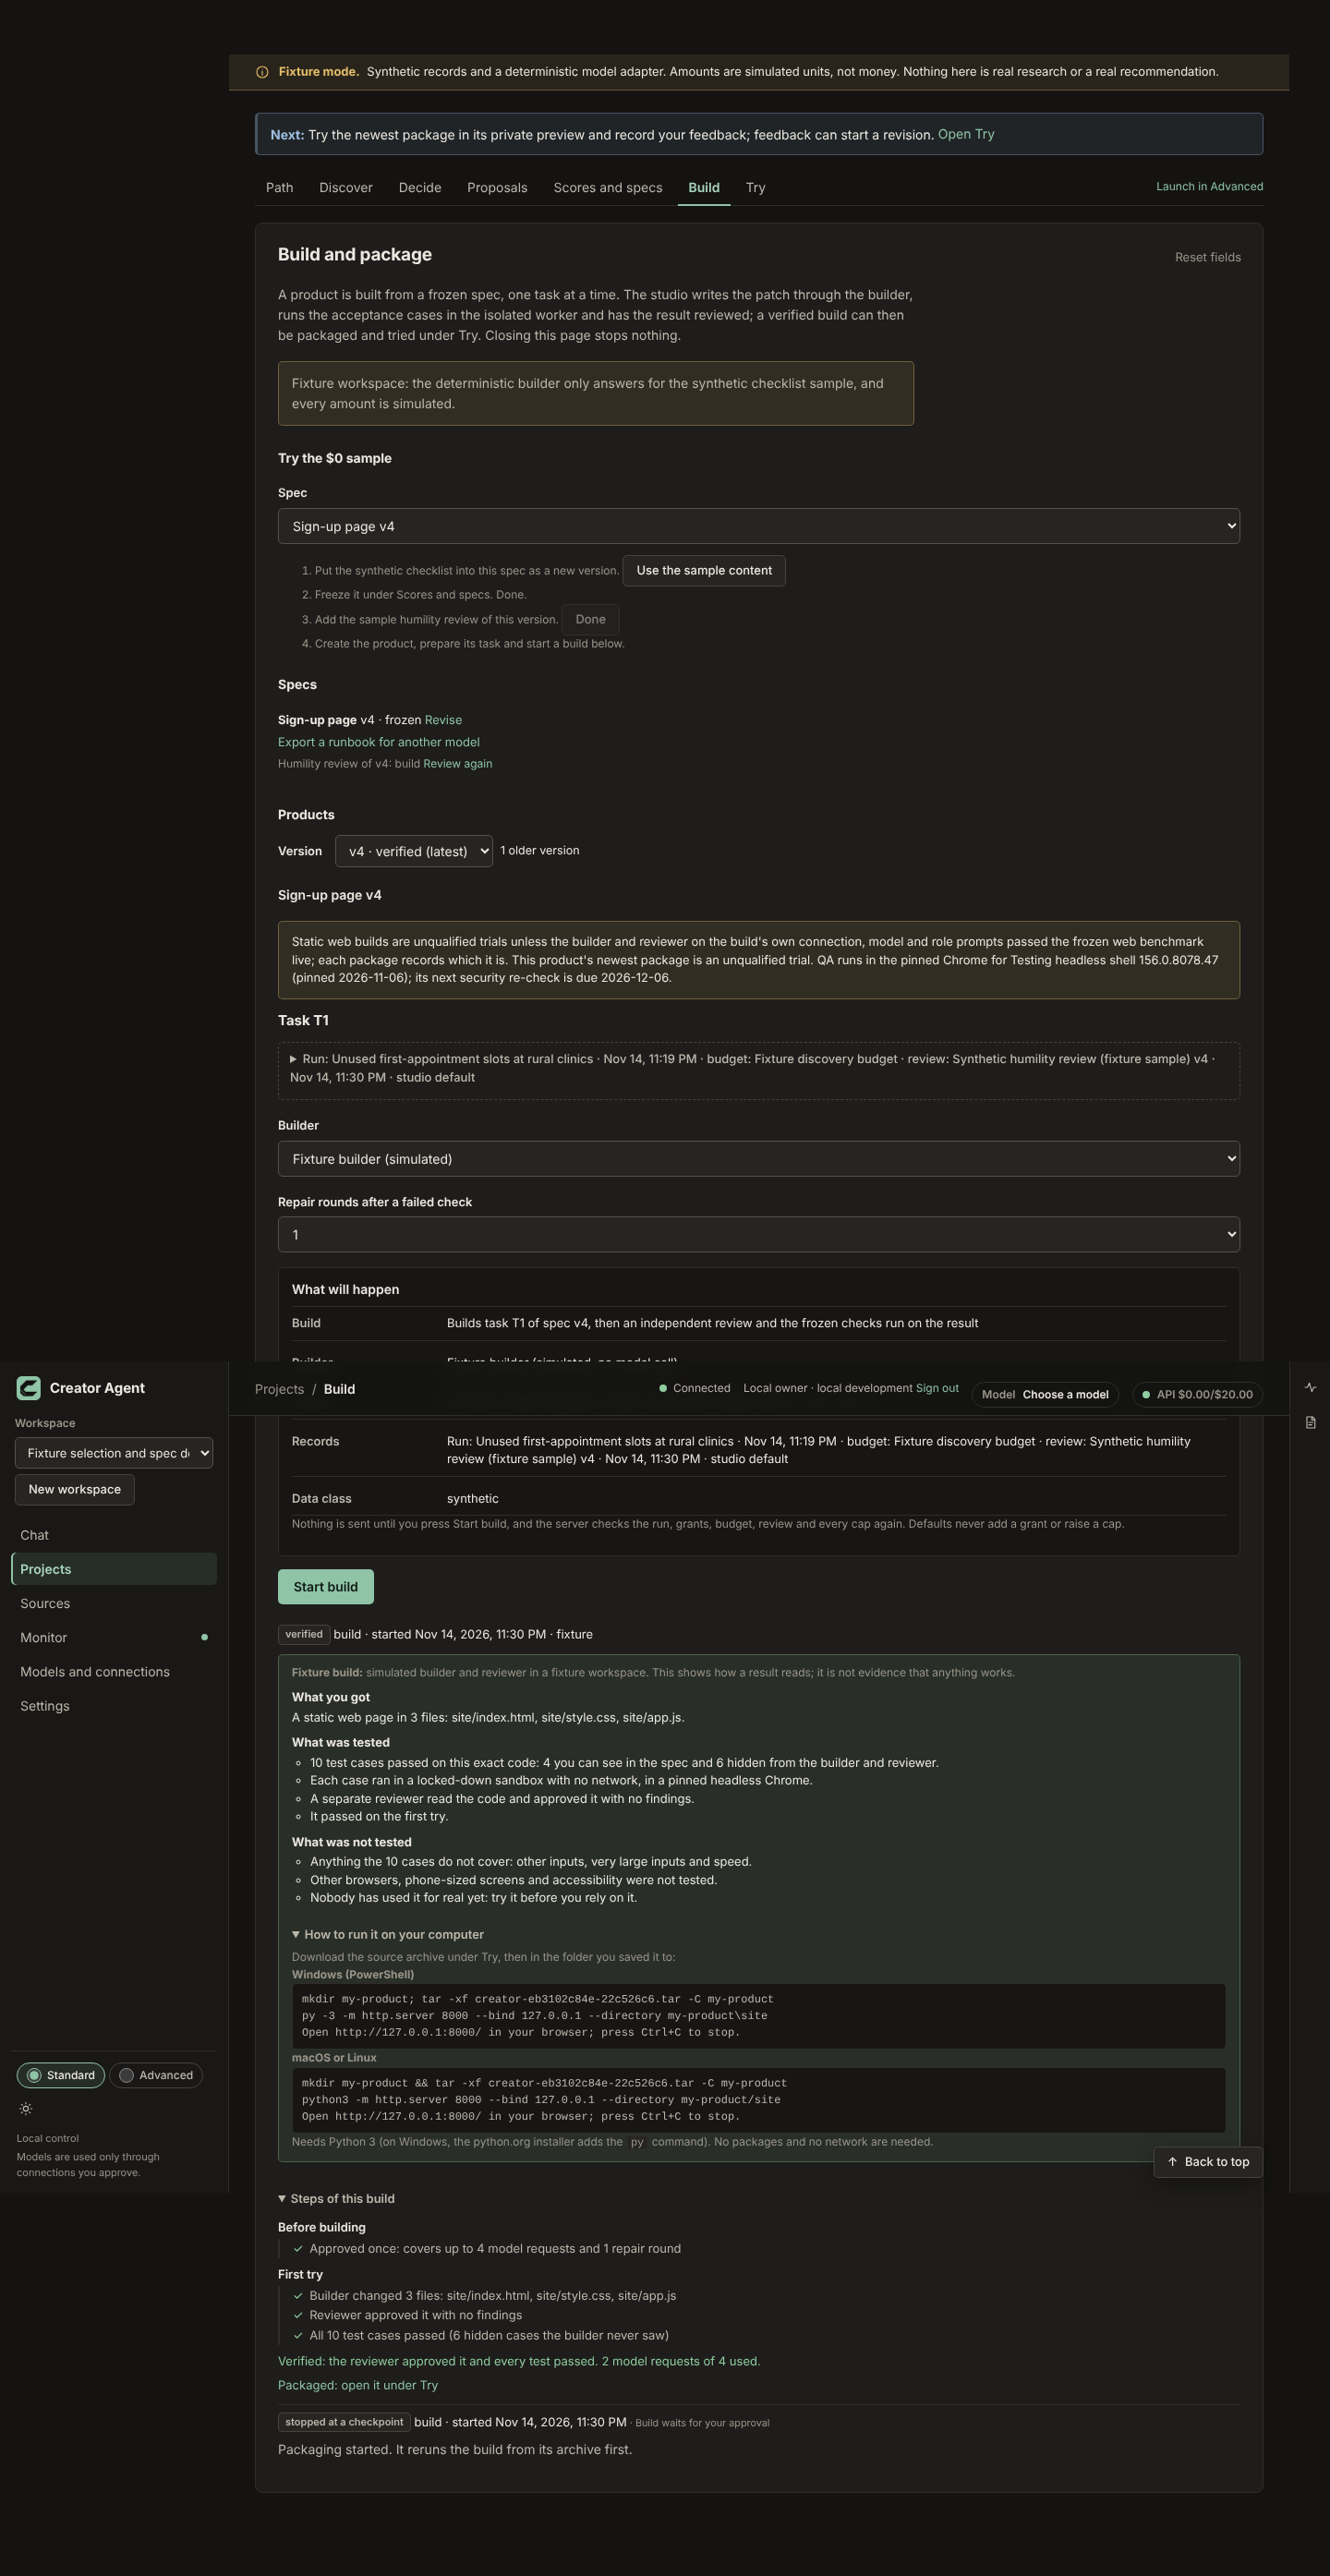 Fixture mode. Synthetic records and a deterministic model adapter. Amounts are simulated units, not money. Nothing here is real research or a real recommendation.
Next: Try the newest package in its private preview and record your feedback; feedback can start a revision. Open Try
Path Discover Decide Proposals Scores and specs Build Try Launch in Advanced
Build and package
Reset fields
A product is built from a frozen spec, one task at a time. The studio writes the patch through the builder,
runs the acceptance cases in the isolated worker and has the result reviewed; a verified build can then
be packaged and tried under Try. Closing this page stops nothing.
Fixture workspace: the deterministic builder only answers for the synthetic checklist sample, and
every amount is simulated.
Try the $0 sample
Spec
Sign-up page v4
1. Put the synthetic checklist into this spec as a new version. Use the sample content
2. Freeze it under Scores and specs. Done.
3. Add the sample humility review of this version. Done
4. Create the product, prepare its task and start a build below.
Specs
Sign-up page v4 · frozen Revise
Export a runbook for another model
Humility review of v4: build Review again
Products
Version v4 · verified (latest) 1 older version
Sign-up page v4
Static web builds are unqualified trials unless the builder and reviewer on the build's own connection, model and role prompts passed the frozen web benchmark
live; each package records which it is. This product's newest package is an unqualified trial. QA runs in the pinned Chrome for Testing headless shell 156.0.8078.47
(pinned 2026-11-06); its next security re-check is due 2026-12-06.
Task T1
Run: Unused first-appointment slots at rural clinics · Nov 14, 11:19 PM · budget: Fixture discovery budget · review: Synthetic humility review (fixture sample) v4 ·
Nov 14, 11:30 PM · studio default
Builder
Fixture builder (simulated)
Repair rounds after a failed check
1
What will happen
Build Builds task T1 of spec v4, then an independent review and the frozen checks run on the result
Creator Agent
Workspace
Fixture selection and spec d
New workspace
Chat
Projects
Sources
Monitor
Models and connections
Settings
Standard Advanced
Local control
Models are used only through
connections you approve.
Projects / Build
Connected Local owner · local development Sign out Model Choose a model API $0.00/$20.00
Records Run: Unused first-appointment slots at rural clinics · Nov 14, 11:19 PM · budget: Fixture discovery budget · review: Synthetic humility
review (fixture sample) v4 · Nov 14, 11:30 PM · studio default
Data class synthetic
Nothing is sent until you press Start build, and the server checks the run, grants, budget, review and every cap again. Defaults never add a grant or raise a cap.
Start build
verified build · started Nov 14, 2026, 11:30 PM · fixture
Fixture build: simulated builder and reviewer in a fixture workspace. This shows how a result reads; it is not evidence that anything works.
What you got
A static web page in 3 files: site/index.html, site/style.css, site/app.js.
What was tested
10 test cases passed on this exact code: 4 you can see in the spec and 6 hidden from the builder and reviewer.
Each case ran in a locked-down sandbox with no network, in a pinned headless Chrome.
A separate reviewer read the code and approved it with no findings.
It passed on the first try.
What was not tested
Anything the 10 cases do not cover: other inputs, very large inputs and speed.
Other browsers, phone-sized screens and accessibility were not tested.
Nobody has used it for real yet: try it before you rely on it.
How to run it on your computer
Download the source archive under Try, then in the folder you saved it to:
Windows (PowerShell)
mkdir my-product; tar -xf creator-eb3102c84e-22c526c6.tar -C my-product
py -3 -m http.server 8000 --bind 127.0.0.1 --directory my-product\site
Open http://127.0.0.1:8000/ in your browser; press Ctrl+C to stop.
macOS or Linux
mkdir my-product && tar -xf creator-eb3102c84e-22c526c6.tar -C my-product
python3 -m http.server 8000 --bind 127.0.0.1 --directory my-product/site
Open http://127.0.0.1:8000/ in your browser; press Ctrl+C to stop.
Needs Python 3 (on Windows, the python.org installer adds the py command). No packages and no network are needed.
↑ Back to top
Steps of this build
Before building
✓ Approved once: covers up to 4 model requests and 1 repair round
First try
✓ Builder changed 3 files: site/index.html, site/style.css, site/app.js
✓ Reviewer approved it with no findings
✓ All 10 test cases passed (6 hidden cases the builder never saw)
Verified: the reviewer approved it and every test passed. 2 model requests of 4 used.
Packaged: open it under Try
stopped at a checkpoint build · started Nov 14, 2026, 11:30 PM · Build waits for your approval
Packaging started. It reruns the build from its archive first.